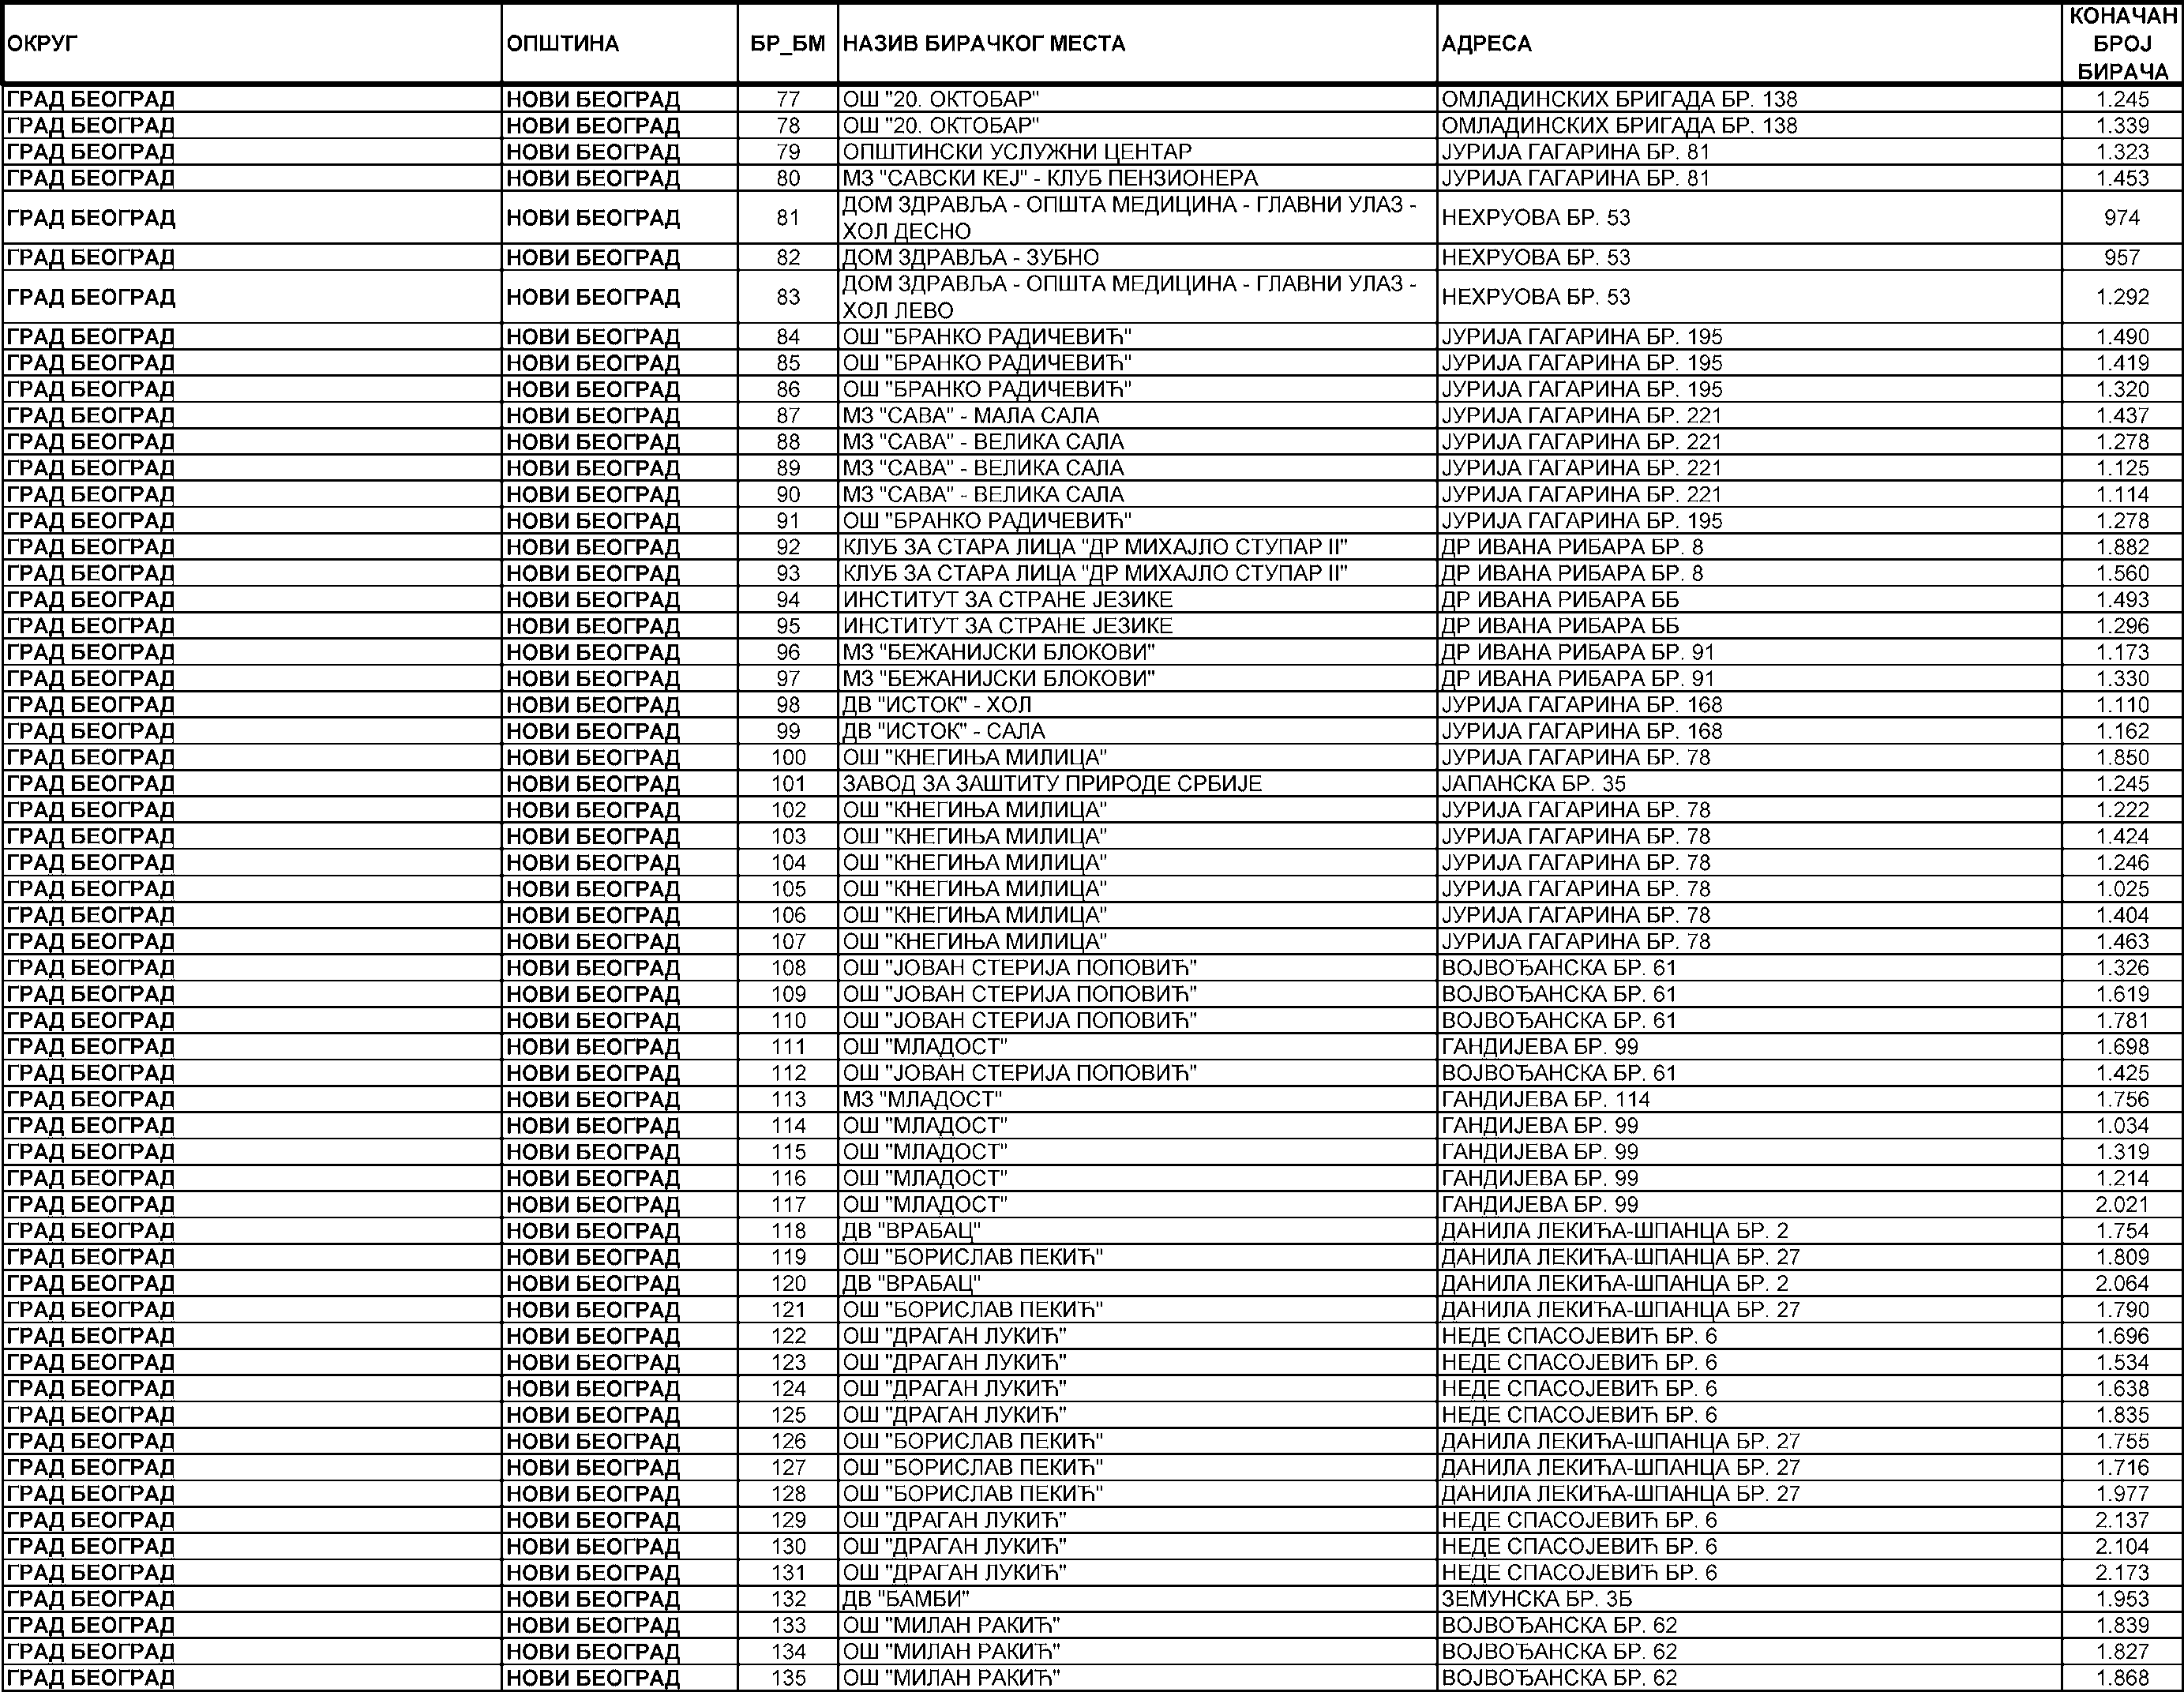 ОКРУГ ОПШТИНА БР_БМ НАЗИВ БИРАЧКОГ МЕСТА АДРЕСА КОНАЧАН БРОЈ БИРАЧА
ГРАД БЕОГРАД НОВИ БЕОГРАД 77 ОШ "20. ОКТОБАР" ОМЛАДИНСКИХ БРИГАДА БР. 138 1.245
ГРАД БЕОГРАД НОВИ БЕОГРАД 78 ОШ "20. ОКТОБАР" ОМЛАДИНСКИХ БРИГАДА БР. 138 1.339
ГРАД БЕОГРАД НОВИ БЕОГРАД 79 ОПШТИНСКИ УСЛУЖНИ ЦЕНТАР ЈУРИЈА ГАГАРИНА БР. 81 1.323
ГРАД БЕОГРАД НОВИ БЕОГРАД 80 МЗ "САВСКИ КЕЈ" - КЛУБ ПЕНЗИОНЕРА ЈУРИЈА ГАГАРИНА БР. 81 1.453
ГРАД БЕОГРАД НОВИ БЕОГРАД 81 ДОМ ЗДРАВЉА - ОПШТА МЕДИЦИНА - ГЛАВНИ УЛАЗ - ХОЛ ДЕСНО НЕХРУОВА БР. 53 974
ГРАД БЕОГРАД НОВИ БЕОГРАД 82 ДОМ ЗДРАВЉА - ЗУБНО НЕХРУОВА БР. 53 957
ГРАД БЕОГРАД НОВИ БЕОГРАД 83 ДОМ ЗДРАВЉА - ОПШТА МЕДИЦИНА - ГЛАВНИ УЛАЗ - ХОЛ ЛЕВО НЕХРУОВА БР. 53 1.292
ГРАД БЕОГРАД НОВИ БЕОГРАД 84 ОШ "БРАНКО РАДИЧЕВИЋ" ЈУРИЈА ГАГАРИНА БР. 195 1.490
ГРАД БЕОГРАД НОВИ БЕОГРАД 85 ОШ "БРАНКО РАДИЧЕВИЋ" ЈУРИЈА ГАГАРИНА БР. 195 1.419
ГРАД БЕОГРАД НОВИ БЕОГРАД 86 ОШ "БРАНКО РАДИЧЕВИЋ" ЈУРИЈА ГАГАРИНА БР. 195 1.320
ГРАД БЕОГРАД НОВИ БЕОГРАД 87 МЗ "САВА" - МАЛА САЛА ЈУРИЈА ГАГАРИНА БР. 221 1.437
ГРАД БЕОГРАД НОВИ БЕОГРАД 88 МЗ "САВА" - ВЕЛИКА САЛА ЈУРИЈА ГАГАРИНА БР. 221 1.278
ГРАД БЕОГРАД НОВИ БЕОГРАД 89 МЗ "САВА" - ВЕЛИКА САЛА ЈУРИЈА ГАГАРИНА БР. 221 1.125
ГРАД БЕОГРАД НОВИ БЕОГРАД 90 МЗ "САВА" - ВЕЛИКА САЛА ЈУРИЈА ГАГАРИНА БР. 221 1.114
ГРАД БЕОГРАД НОВИ БЕОГРАД 91 ОШ "БРАНКО РАДИЧЕВИЋ" ЈУРИЈА ГАГАРИНА БР. 195 1.278
ГРАД БЕОГРАД НОВИ БЕОГРАД 92 КЛУБ ЗА СТАРА ЛИЦА "ДР МИХАЈЛО СТУПАР II" ДР ИВАНА РИБАРА БР. 8 1.882
ГРАД БЕОГРАД НОВИ БЕОГРАД 93 КЛУБ ЗА СТАРА ЛИЦА "ДР МИХАЈЛО СТУПАР II" ДР ИВАНА РИБАРА БР. 8 1.560
ГРАД БЕОГРАД НОВИ БЕОГРАД 94 ИНСТИТУТ ЗА СТРАНЕ ЈЕЗИКЕ ДР ИВАНА РИБАРА ББ 1.493
ГРАД БЕОГРАД НОВИ БЕОГРАД 95 ИНСТИТУТ ЗА СТРАНЕ ЈЕЗИКЕ ДР ИВАНА РИБАРА ББ 1.296
ГРАД БЕОГРАД НОВИ БЕОГРАД 96 МЗ "БЕЖАНИЈСКИ БЛОКОВИ" ДР ИВАНА РИБАРА БР. 91 1.173
ГРАД БЕОГРАД НОВИ БЕОГРАД 97 МЗ "БЕЖАНИЈСКИ БЛОКОВИ" ДР ИВАНА РИБАРА БР. 91 1.330
ГРАД БЕОГРАД НОВИ БЕОГРАД 98 ДВ "ИСТОК" - ХОЛ ЈУРИЈА ГАГАРИНА БР. 168 1.110
ГРАД БЕОГРАД НОВИ БЕОГРАД 99 ДВ "ИСТОК" - САЛА ЈУРИЈА ГАГАРИНА БР. 168 1.162
ГРАД БЕОГРАД НОВИ БЕОГРАД 100 ОШ "КНЕГИЊА МИЛИЦА" ЈУРИЈА ГАГАРИНА БР. 78 1.850
ГРАД БЕОГРАД НОВИ БЕОГРАД 101 ЗАВОД ЗА ЗАШТИТУ ПРИРОДЕ СРБИЈЕ ЈАПАНСКА БР. 35 1.245
ГРАД БЕОГРАД НОВИ БЕОГРАД 102 ОШ "КНЕГИЊА МИЛИЦА" ЈУРИЈА ГАГАРИНА БР. 78 1.222
ГРАД БЕОГРАД НОВИ БЕОГРАД 103 ОШ "КНЕГИЊА МИЛИЦА" ЈУРИЈА ГАГАРИНА БР. 78 1.424
ГРАД БЕОГРАД НОВИ БЕОГРАД 104 ОШ "КНЕГИЊА МИЛИЦА" ЈУРИЈА ГАГАРИНА БР. 78 1.246
ГРАД БЕОГРАД НОВИ БЕОГРАД 105 ОШ "КНЕГИЊА МИЛИЦА" ЈУРИЈА ГАГАРИНА БР. 78 1.025
ГРАД БЕОГРАД НОВИ БЕОГРАД 106 ОШ "КНЕГИЊА МИЛИЦА" ЈУРИЈА ГАГАРИНА БР. 78 1.404
ГРАД БЕОГРАД НОВИ БЕОГРАД 107 ОШ "КНЕГИЊА МИЛИЦА" ЈУРИЈА ГАГАРИНА БР. 78 1.463
ГРАД БЕОГРАД НОВИ БЕОГРАД 108 ОШ "ЈОВАН СТЕРИЈА ПОПОВИЋ" ВОЈВОЂАНСКА БР. 61 1.326
ГРАД БЕОГРАД НОВИ БЕОГРАД 109 ОШ "ЈОВАН СТЕРИЈА ПОПОВИЋ" ВОЈВОЂАНСКА БР. 61 1.619
ГРАД БЕОГРАД НОВИ БЕОГРАД 110 ОШ "ЈОВАН СТЕРИЈА ПОПОВИЋ" ВОЈВОЂАНСКА БР. 61 1.781
ГРАД БЕОГРАД НОВИ БЕОГРАД 111 ОШ "МЛАДОСТ" ГАНДИЈЕВА БР. 99 1.698
ГРАД БЕОГРАД НОВИ БЕОГРАД 112 ОШ "ЈОВАН СТЕРИЈА ПОПОВИЋ" ВОЈВОЂАНСКА БР. 61 1.425
ГРАД БЕОГРАД НОВИ БЕОГРАД 113 МЗ "МЛАДОСТ" ГАНДИЈЕВА БР. 114 1.756
ГРАД БЕОГРАД НОВИ БЕОГРАД 114 ОШ "МЛАДОСТ" ГАНДИЈЕВА БР. 99 1.034
ГРАД БЕОГРАД НОВИ БЕОГРАД 115 ОШ "МЛАДОСТ" ГАНДИЈЕВА БР. 99 1.319
ГРАД БЕОГРАД НОВИ БЕОГРАД 116 ОШ "МЛАДОСТ" ГАНДИЈЕВА БР. 99 1.214
ГРАД БЕОГРАД НОВИ БЕОГРАД 117 ОШ "МЛАДОСТ" ГАНДИЈЕВА БР. 99 2.021
ГРАД БЕОГРАД НОВИ БЕОГРАД 118 ДВ "ВРАБАЦ" ДАНИЛА ЛЕКИЋА-ШПАНЦА БР. 2 1.754
ГРАД БЕОГРАД НОВИ БЕОГРАД 119 ОШ "БОРИСЛАВ ПЕКИЋ" ДАНИЛА ЛЕКИЋА-ШПАНЦА БР. 27 1.809
ГРАД БЕОГРАД НОВИ БЕОГРАД 120 ДВ "ВРАБАЦ" ДАНИЛА ЛЕКИЋА-ШПАНЦА БР. 2 2.064
ГРАД БЕОГРАД НОВИ БЕОГРАД 121 ОШ "БОРИСЛАВ ПЕКИЋ" ДАНИЛА ЛЕКИЋА-ШПАНЦА БР. 27 1.790
ГРАД БЕОГРАД НОВИ БЕОГРАД 122 ОШ "ДРАГАН ЛУКИЋ" НЕДЕ СПАСОЈЕВИЋ БР. 6 1.696
ГРАД БЕОГРАД НОВИ БЕОГРАД 123 ОШ "ДРАГАН ЛУКИЋ" НЕДЕ СПАСОЈЕВИЋ БР. 6 1.534
ГРАД БЕОГРАД НОВИ БЕОГРАД 124 ОШ "ДРАГАН ЛУКИЋ" НЕДЕ СПАСОЈЕВИЋ БР. 6 1.638
ГРАД БЕОГРАД НОВИ БЕОГРАД 125 ОШ "ДРАГАН ЛУКИЋ" НЕДЕ СПАСОЈЕВИЋ БР. 6 1.835
ГРАД БЕОГРАД НОВИ БЕОГРАД 126 ОШ "БОРИСЛАВ ПЕКИЋ" ДАНИЛА ЛЕКИЋА-ШПАНЦА БР. 27 1.755
ГРАД БЕОГРАД НОВИ БЕОГРАД 127 ОШ "БОРИСЛАВ ПЕКИЋ" ДАНИЛА ЛЕКИЋА-ШПАНЦА БР. 27 1.716
ГРАД БЕОГРАД НОВИ БЕОГРАД 128 ОШ "БОРИСЛАВ ПЕКИЋ" ДАНИЛА ЛЕКИЋА-ШПАНЦА БР. 27 1.977
ГРАД БЕОГРАД НОВИ БЕОГРАД 129 ОШ "ДРАГАН ЛУКИЋ" НЕДЕ СПАСОЈЕВИЋ БР. 6 2.137
ГРАД БЕОГРАД НОВИ БЕОГРАД 130 ОШ "ДРАГАН ЛУКИЋ" НЕДЕ СПАСОЈЕВИЋ БР. 6 2.104
ГРАД БЕОГРАД НОВИ БЕОГРАД 131 ОШ "ДРАГАН ЛУКИЋ" НЕДЕ СПАСОЈЕВИЋ БР. 6 2.173
ГРАД БЕОГРАД НОВИ БЕОГРАД 132 ДВ "БАМБИ" ЗЕМУНСКА БР. 3Б 1.953
ГРАД БЕОГРАД НОВИ БЕОГРАД 133 ОШ "МИЛАН РАКИЋ" ВОЈВОЂАНСКА БР. 62 1.839
ГРАД БЕОГРАД НОВИ БЕОГРАД 134 ОШ "МИЛАН РАКИЋ" ВОЈВОЂАНСКА БР. 62 1.827
ГРАД БЕОГРАД НОВИ БЕОГРАД 135 ОШ "МИЛАН РАКИЋ" ВОЈВОЂАНСКА БР. 62 1.868